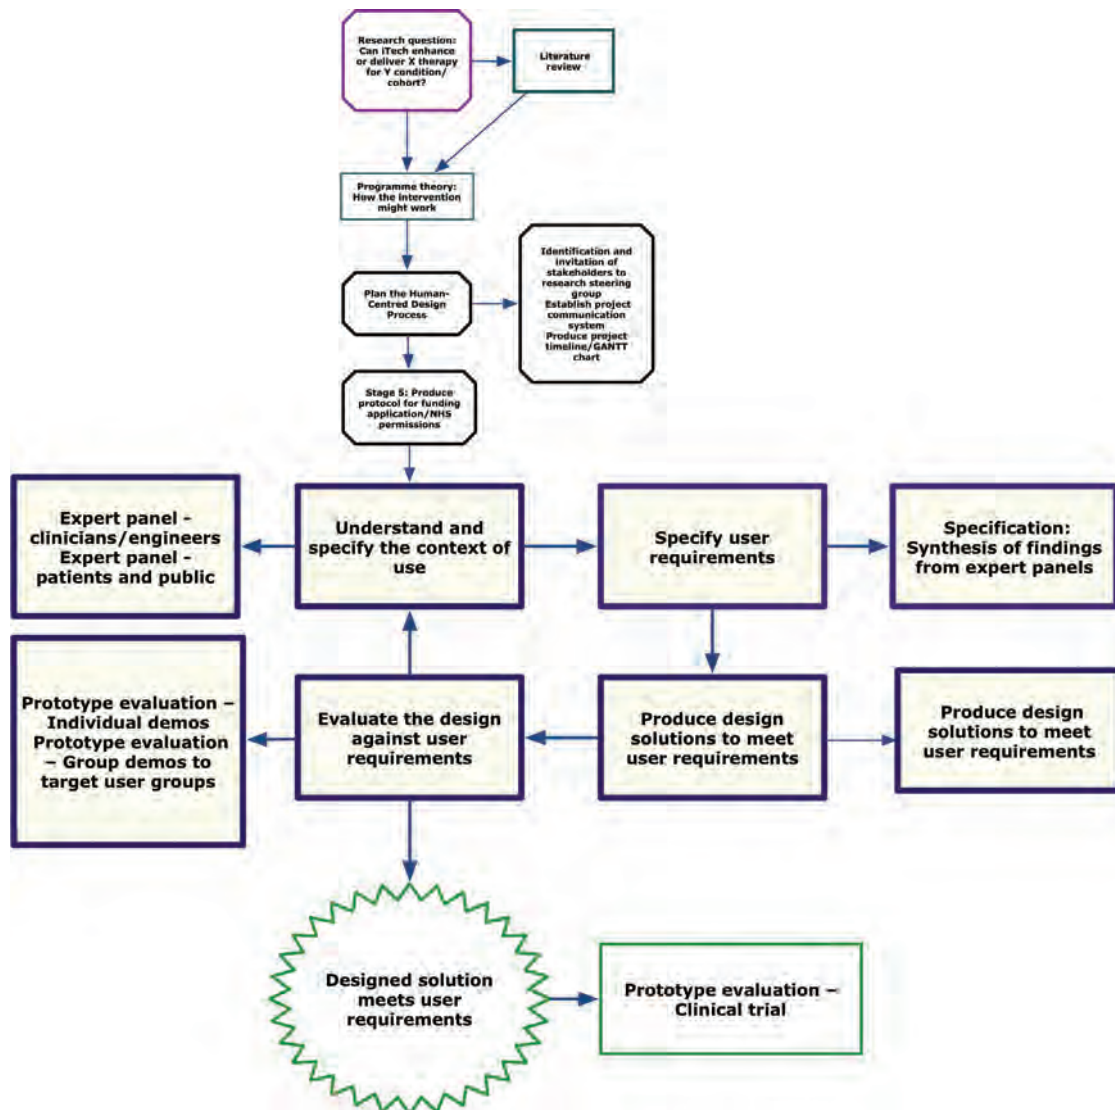 Research question:
Can iTech enhance
or deliver X therapy
for Y condition/
cohort?
Literature
review
Programme theory:
How the intervention
might work
Plan the Human-
Centred Design
Process
Identification and
invitation of
stakeholders to
research steering
group
Establish project
communication
system
Produce project
timeline/GANTT
chart
Stage 5: Produce
protocol for funding
application/NHS
permissions
Expert panel -
clinicians/engineers
Expert panel -
patients and public
Understand and
specify the context of
use
Specify user
requirements
Specification:
Synthesis of findings
from expert panels
Prototype evaluation –
Individual demos
Prototype evaluation
– Group demos to
target user groups
Evaluate the design
against user
requirements
Produce design
solutions to meet
user requirements
Produce design
solutions to meet
user requirements
Designed solution
meets user
requirements
Prototype evaluation –
Clinical trial